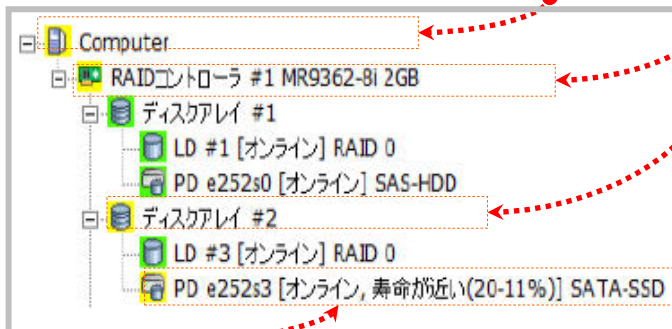 Computer
RAIDコントローラ #1 MR9362-8i 2GB
ディスクアレイ #1
LD #1 [オンライン] RAID 0
PD e252s0 [オンライン] SAS-HDD
ディスクアレイ #2
LD #3 [オンライン] RAID 0
PD e252s3 [オンライン, 寿命が近い(20-11%)] SATA-SSD